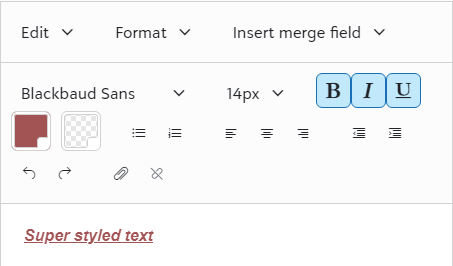 Edit Format Insert merge field
Blackbaud Sans 14px B I U
Super styled text